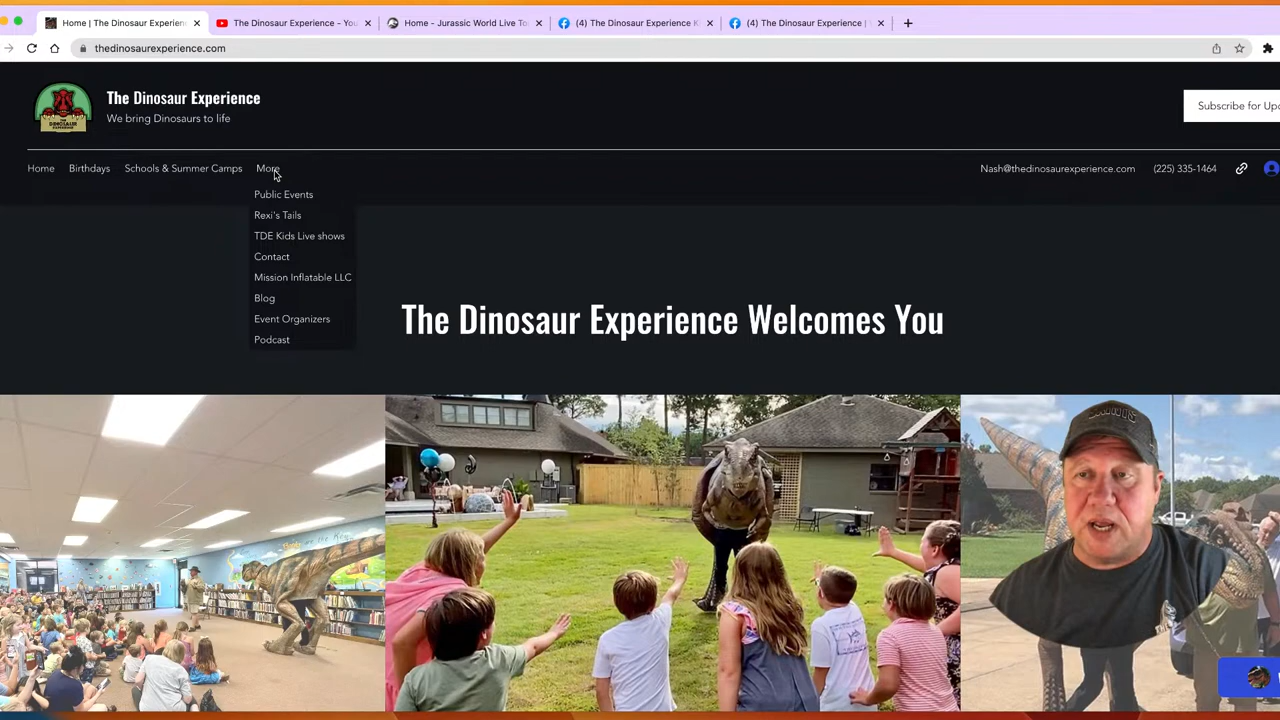 Home | The Dinosaur Experien
The Dinosaur Experience - You
Home - Jurassic World Live To
(4) The Dinosaur Experience K
(4) The Dinosaur Experience |
thedinosaurexperience.com
The Dinosaur Experience
We bring Dinosaurs to life
Subscribe for Upd
Home Birthdays Schools & Summer Camps More
Nash@thedinosaurexperience.com (225) 335-1464
Public Events
Rexi's Tails
TDE Kids Live shows
Contact
Mission Inflatable LLC
Blog
Event Organizers
Podcast
The Dinosaur Experience Welcomes You